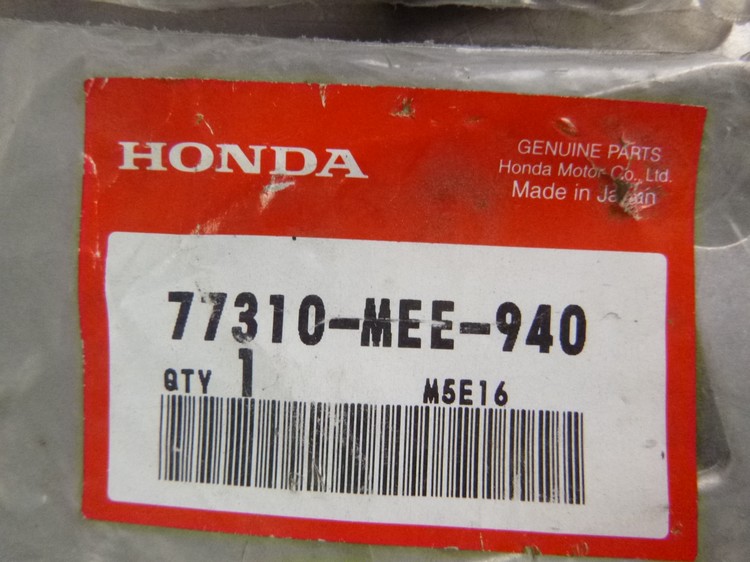 HONDA
GENUINE PARTS
Honda Motor Co., Ltd.
Made in Japan
77310-MEE-940
QTY 1 M5E16